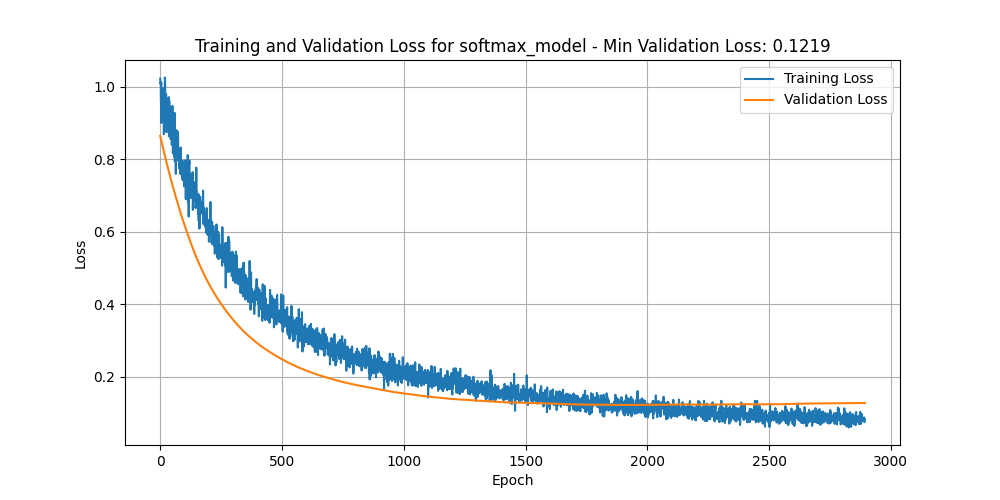 Training and Validation Loss for softmax_model - Min Validation Loss: 0.1219
Training Loss
Validation Loss
Loss
1.0
0.8
0.6
0.4
0.2
0 500 1000 1500 2000 2500 3000
Epoch